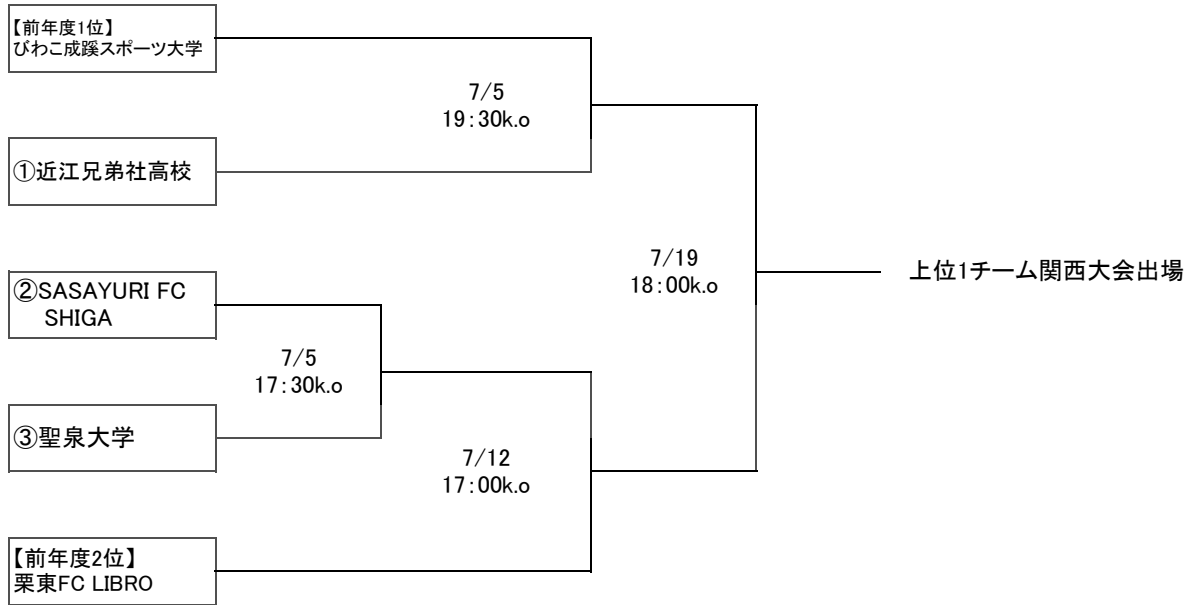 【前年度1位】
びわこ成蹊スポーツ大学
7/5
19:30k.o
①近江兄弟社高校
7/19
18:00k.o
上位1チーム関西大会出場
②SASAYURI FC
SHIGA
7/5
17:30k.o
③聖泉大学
7/12
17:00k.o
【前年度2位】
栗東FC LIBRO